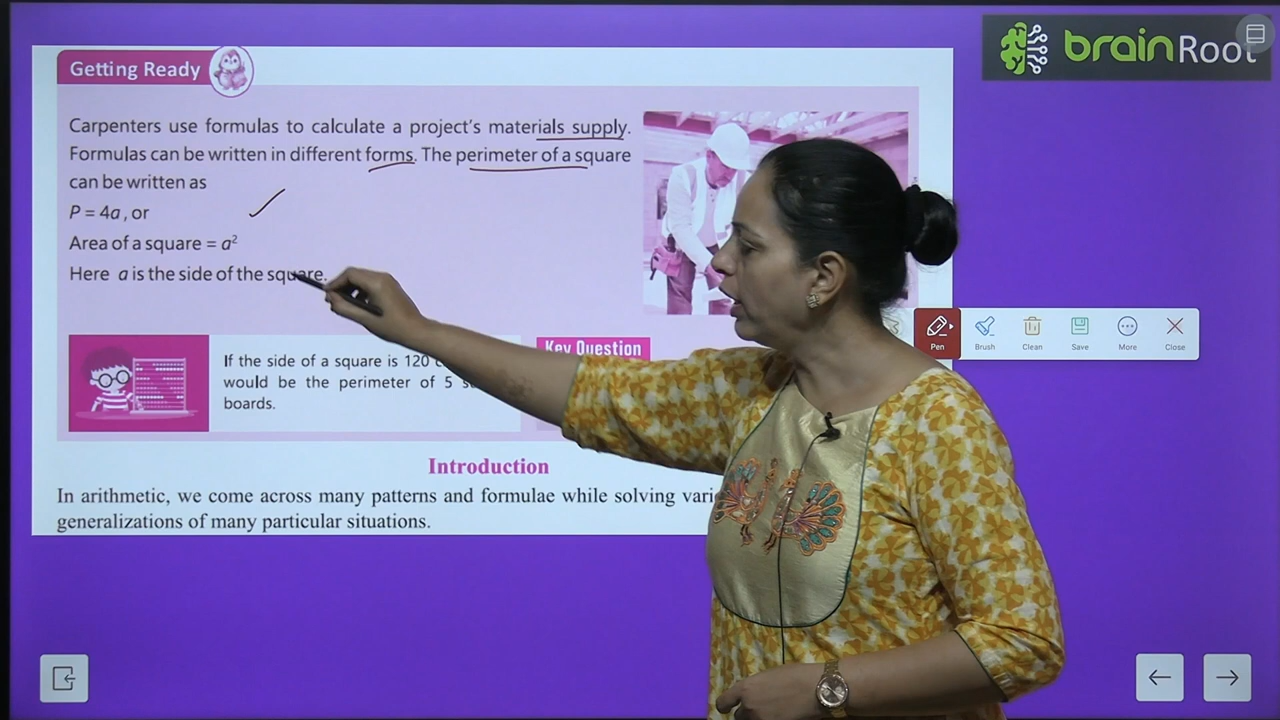 brainRoot
Getting Ready
Carpenters use formulas to calculate a project's materials supply.
Formulas can be written in different forms. The perimeter of a square
can be written as
P = 4a, or
Area of a square = a²
Here a is the side of the square.
If the side of a square is 120
would be the perimeter of 5
boards.
Key Question
Introduction
In arithmetic, we come across many patterns and formulae while solving
generalizations of many particular situations.
Pen
Brush
Clean
Save
More
Close